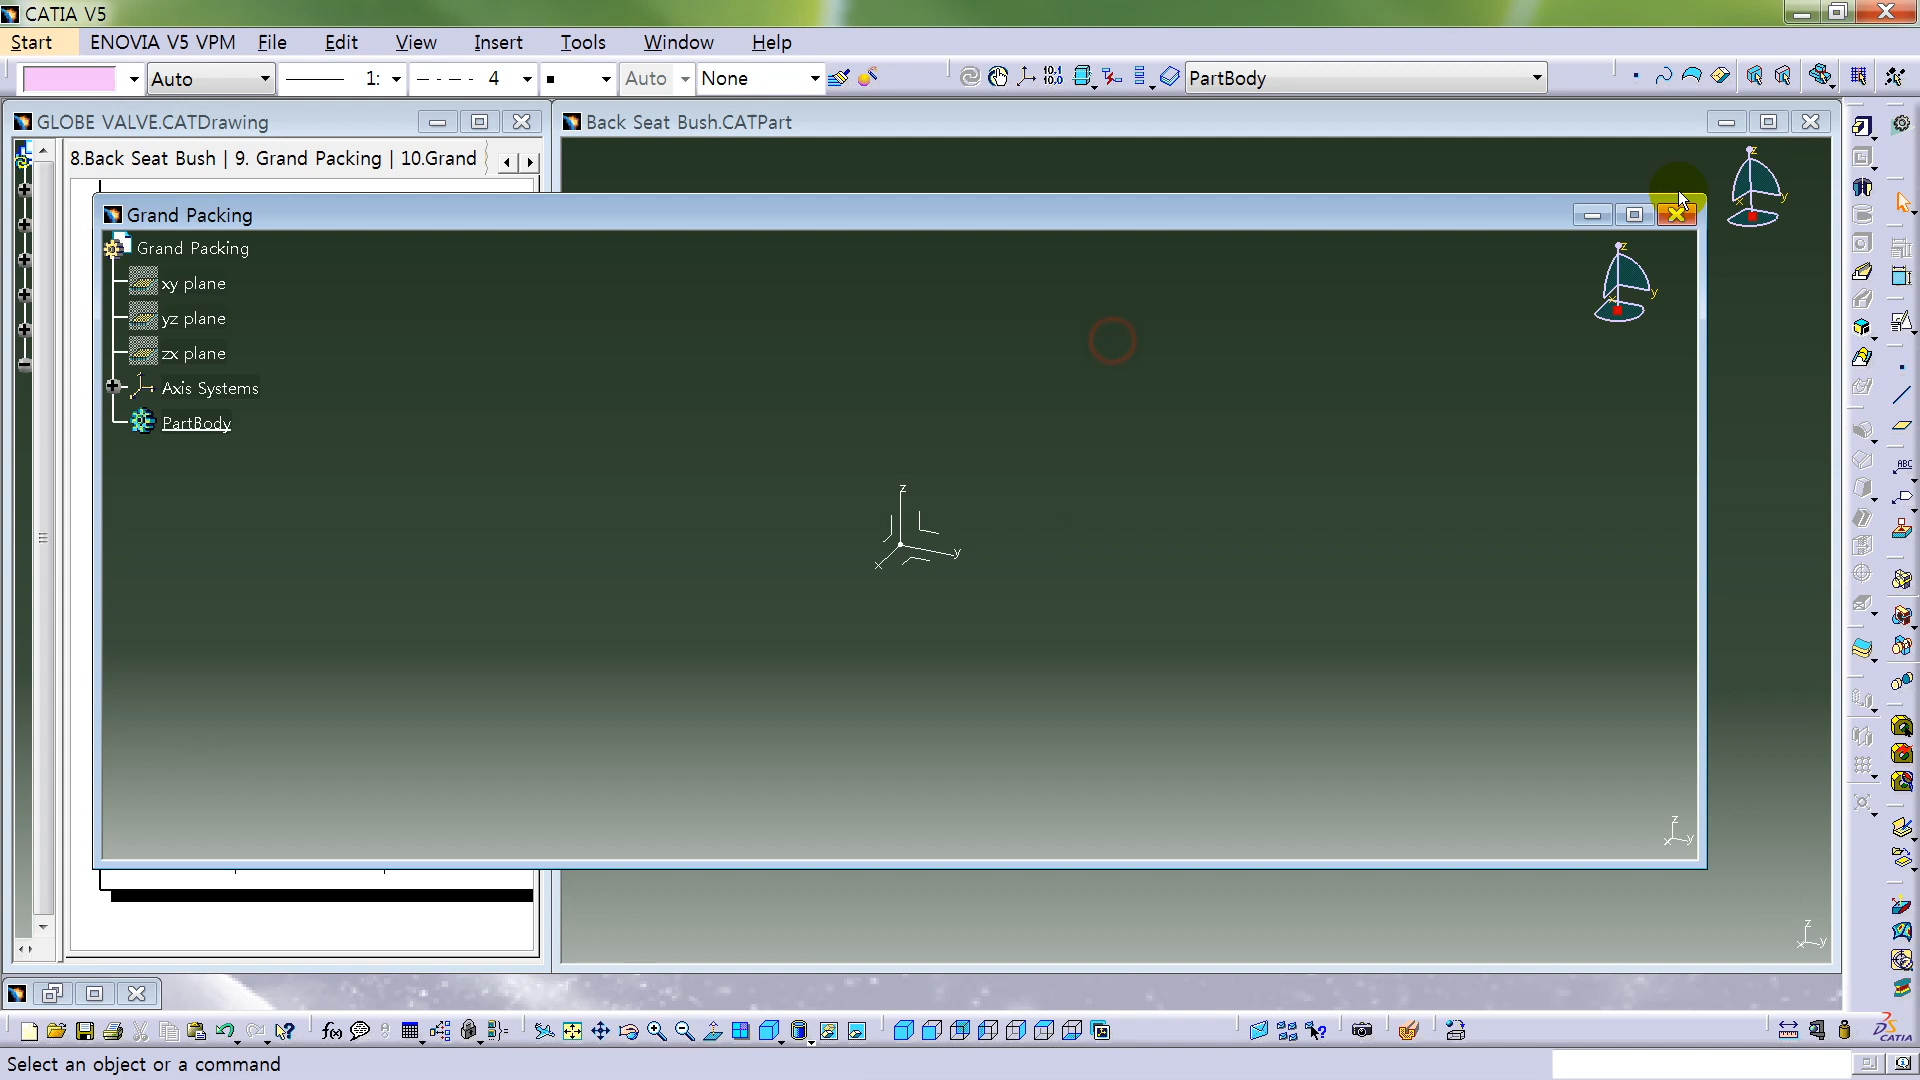 CATIA V5
Start ENOVIA V5 VPM File Edit View Insert Tools Window Help
Auto 1: 4 Auto None PartBody
GLOBE VALVE.CATDrawing
8.Back Seat Bush | 9. Grand Packing | 10.Grand
Back Seat Bush.CATPart
z
y
x
Grand Packing
Grand Packing
xy plane
yz plane
zx plane
Axis Systems
PartBody
z
y
z
y
x
z
x y
z
x y
ABC
f(x)
CATIA
Select an object or a command